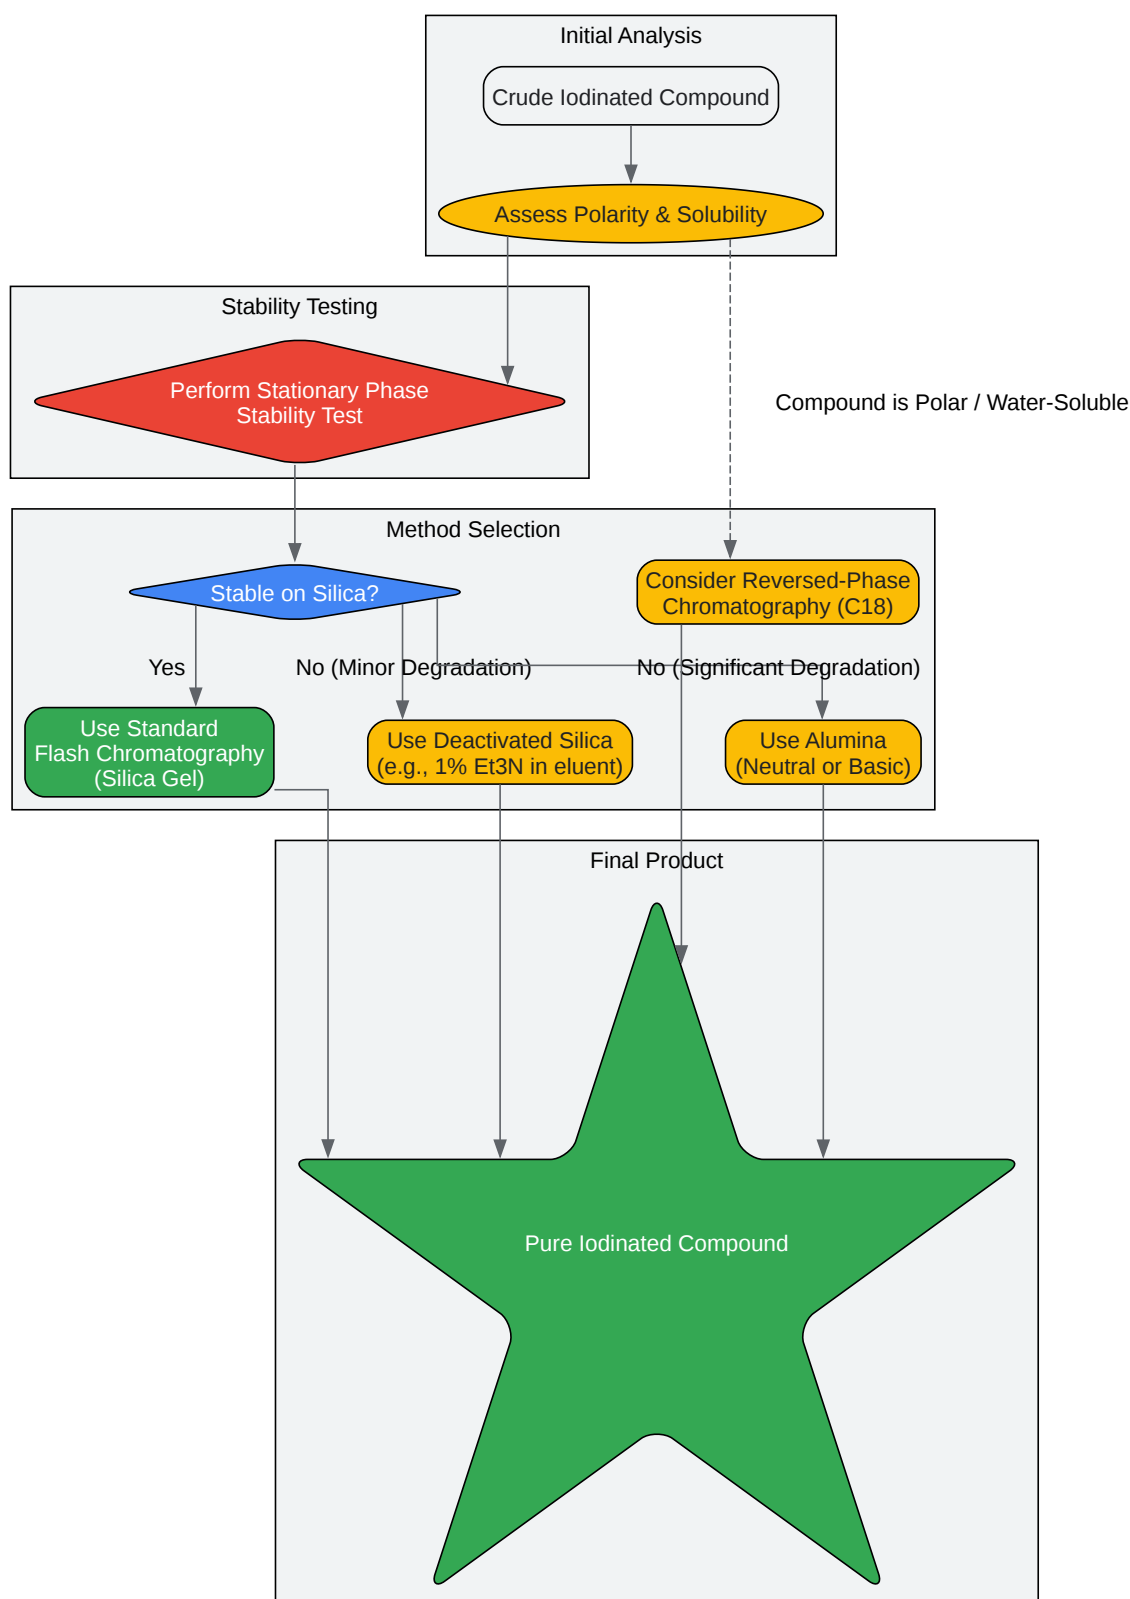 Initial Analysis
Crude Iodinated Compound
Assess Polarity & Solubility
Stability Testing
Perform Stationary Phase
Stability Test
Compound is Polar / Water-Soluble
Method Selection
Stable on Silica?
Consider Reversed-Phase
Chromatography (C18)
Yes
No (Minor Degradation)
No (Significant Degradation)
Use Standard
Flash Chromatography
(Silica Gel)
Use Deactivated Silica
(e.g., 1% Et3N in eluent)
Use Alumina
(Neutral or Basic)
Final Product
Pure Iodinated Compound